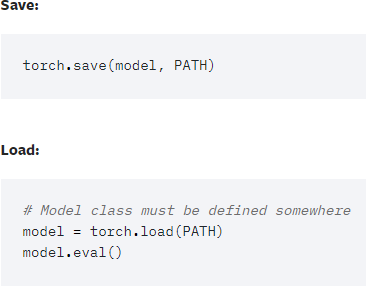 Save:
torch.save(model, PATH)
Load:
# Model class must be defined somewhere
model = torch.load(PATH)
model.eval()